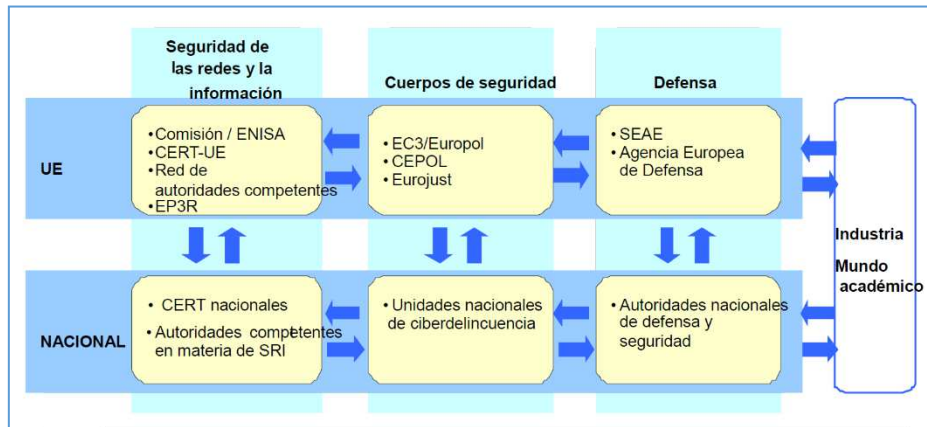 Seguridad de
las redes y la
información
Cuerpos de seguridad
Defensa
UE
•Comisión / ENISA
•CERT-UE
•Red de
autoridades competentes
•EP3R
•EC3/Europol
•CEPOL
•Eurojust
•SEAE
•Agencia Europea
de Defensa
Industria
Mundo
académico
NACIONAL
• CERT nacionales
• Autoridades competentes
en materia de SRI
•Unidades nacionales
de ciberdelincuencia
•Autoridades nacionales
de defensa y
seguridad